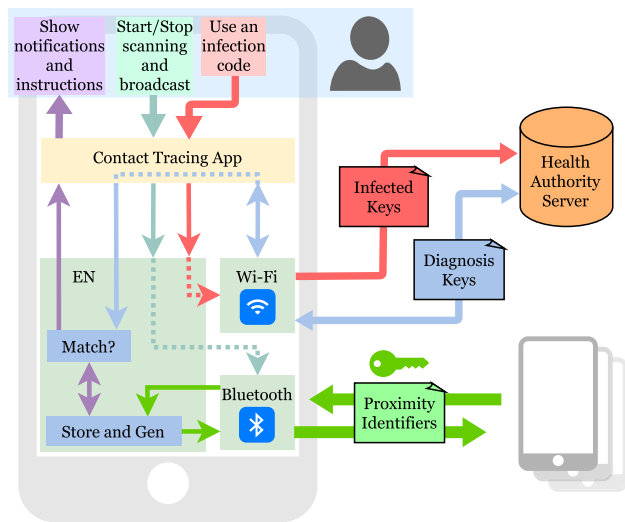 Show
notifications
and
instructions
Start/Stop
scanning
and
broadcast
Use an
infection
code
Contact Tracing App
Health
Authority
Server
Infected
Keys
Diagnosis
Keys
EN
Wi-Fi
Match?
Bluetooth
Store and Gen
Proximity
Identifiers